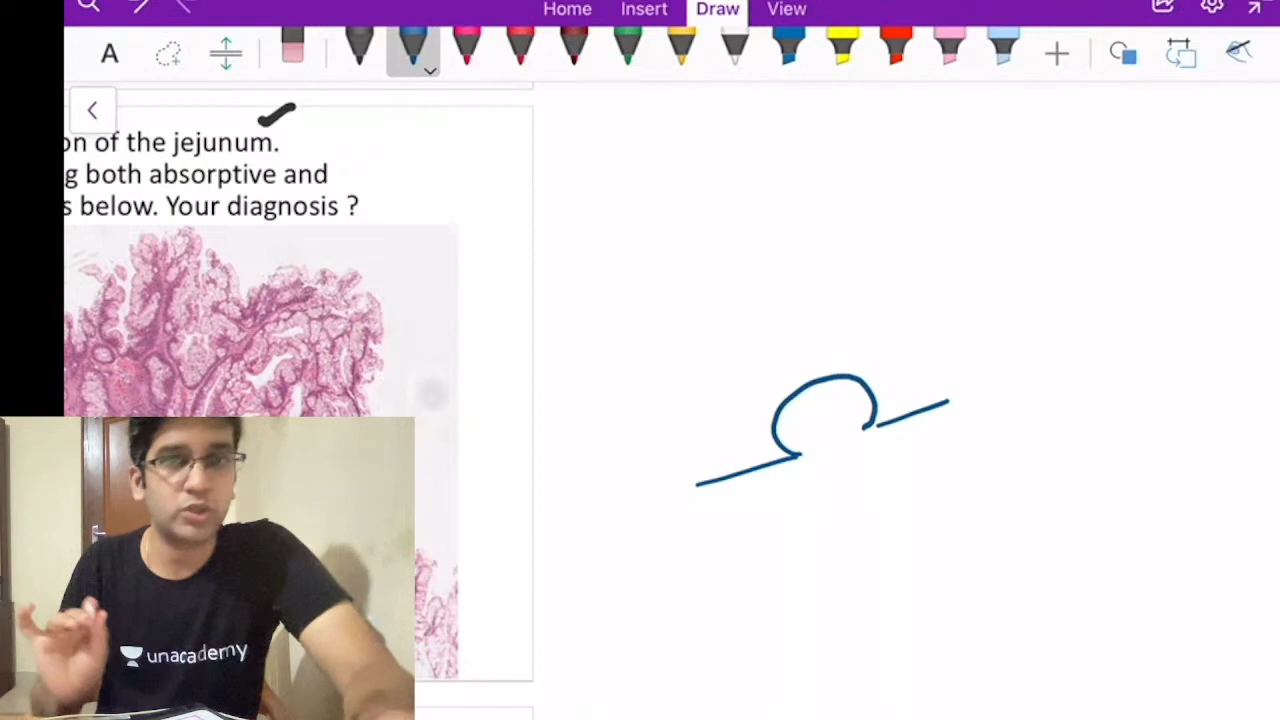 Home Insert Draw View
A
on of the jejunum.
g both absorptive and
s below. Your diagnosis ?
unacademy